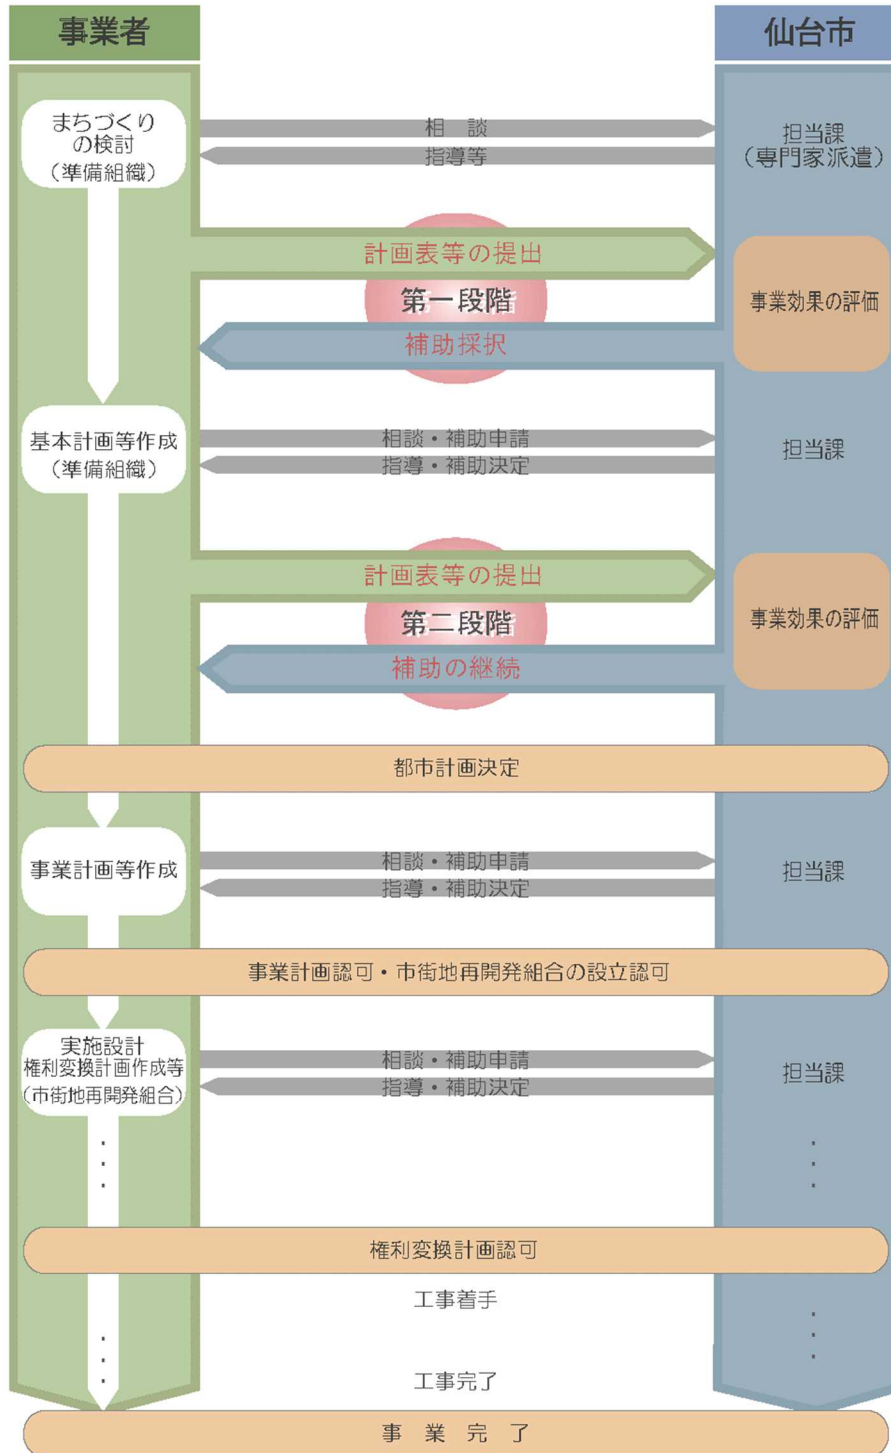 事業者
仙台市
まちづくり
の検討
(準備組織)
相　談
指導等
担当課
(専門家派遣)
計画表等の提出
第一段階
補助採択
事業効果の評価
基本計画等作成
(準備組織)
相談・補助申請
指導・補助決定
担当課
計画表等の提出
第二段階
補助の継続
事業効果の評価
都市計画決定
事業計画等作成
相談・補助申請
指導・補助決定
担当課
事業計画認可・市街地再開発組合の設立認可
実施設計
権利変換計画作成等
(市街地再開発組合)
相談・補助申請
指導・補助決定
担当課
権利変換計画認可
工事着手
工事完了
事　業　完　了